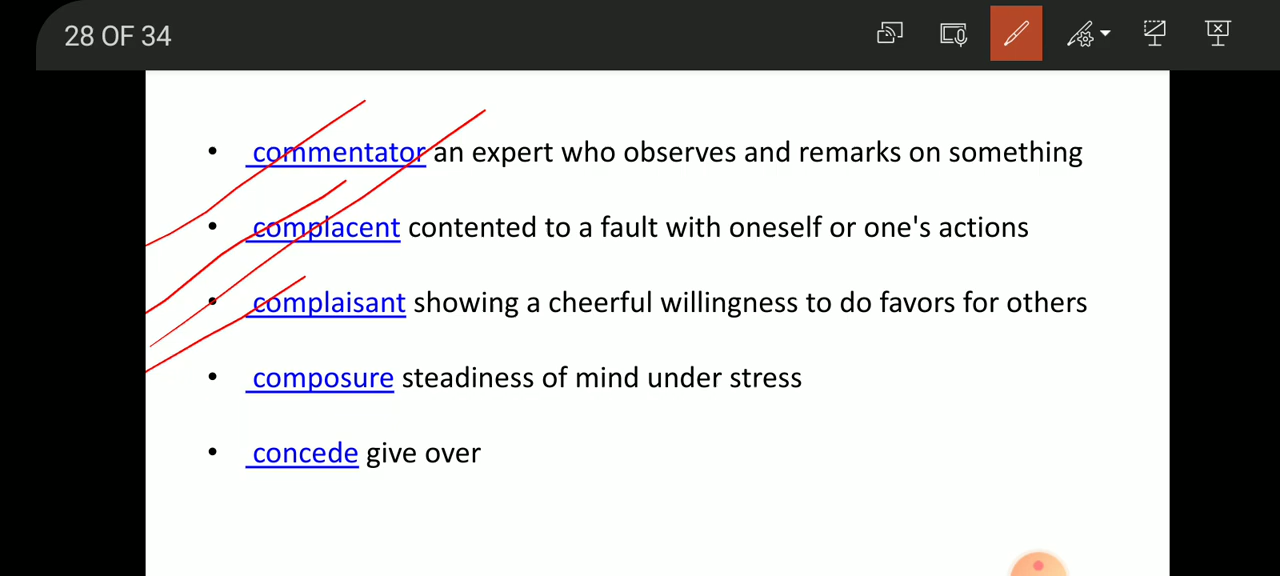 28 OF 34
• commentator an expert who observes and remarks on something
• complacent contented to a fault with oneself or one's actions
• complaisant showing a cheerful willingness to do favors for others
• composure steadiness of mind under stress
• concede give over